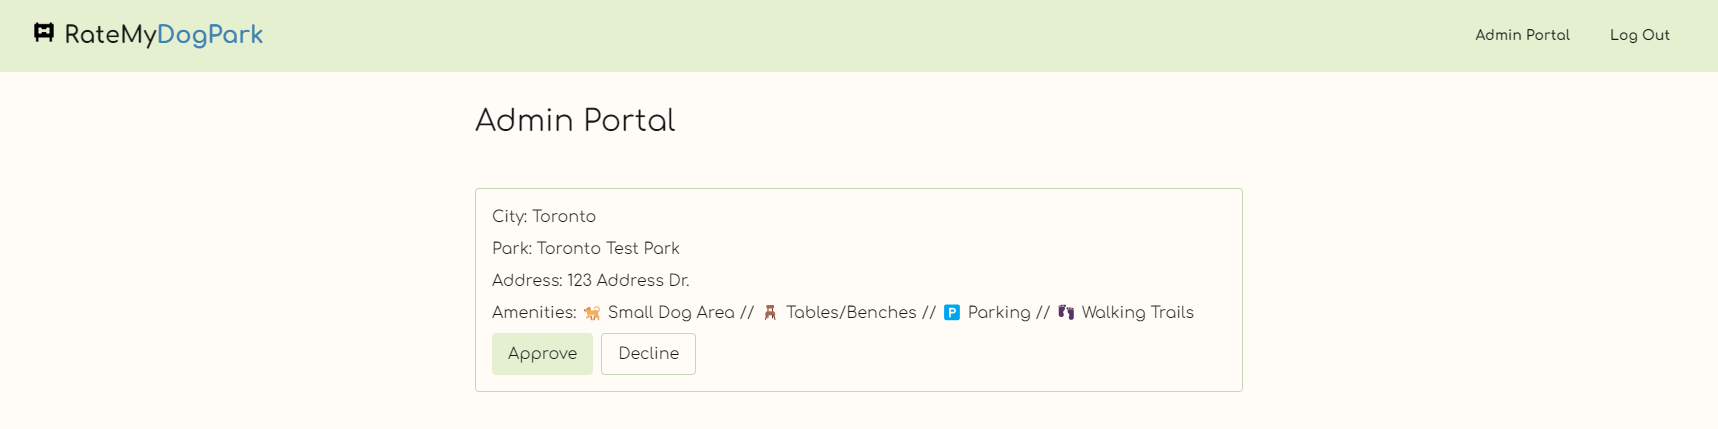 RateMyDogPark
Admin Portal
Log Out
Admin Portal
City: Toronto
Park: Toronto Test Park
Address: 123 Address Dr.
Amenities: 🐕 Small Dog Area // 🪑 Tables/Benches // 🅿️ Parking // 👣 Walking Trails
Approve
Decline